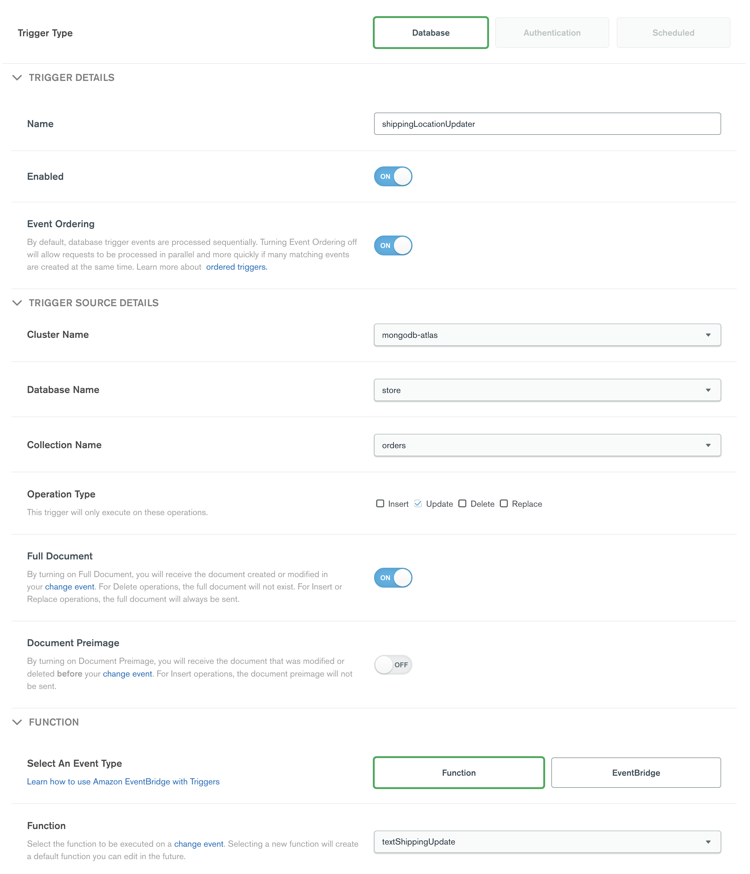 Trigger Type
Database
Authentication
Scheduled
TRIGGER DETAILS
Name
shippingLocationUpdater
Enabled
ON
Event Ordering
By default, database trigger events are processed sequentially. Turning Event Ordering off
will allow requests to be processed in parallel and more quickly if many matching events
are created at the same time. Learn more about ordered triggers.
ON
TRIGGER SOURCE DETAILS
Cluster Name
mongodb-atlas
Database Name
store
Collection Name
orders
Operation Type
This trigger will only execute on these operations.
Insert Update Delete Replace
Full Document
By turning on Full Document, you will receive the document created or modified in
your change event. For Delete operations, the full document will not exist. For Insert or
Replace operations, the full document will always be sent.
ON
Document Preimage
By turning on Document Preimage, you will receive the document that was modified or
deleted before your change event. For Insert operations, the document preimage will not
be sent.
OFF
FUNCTION
Select An Event Type
Learn how to use Amazon EventBridge with Triggers
Function
EventBridge
Function
Select the function to be executed on a change event. Selecting a new function will create
a default function you can edit in the future.
textShippingUpdate